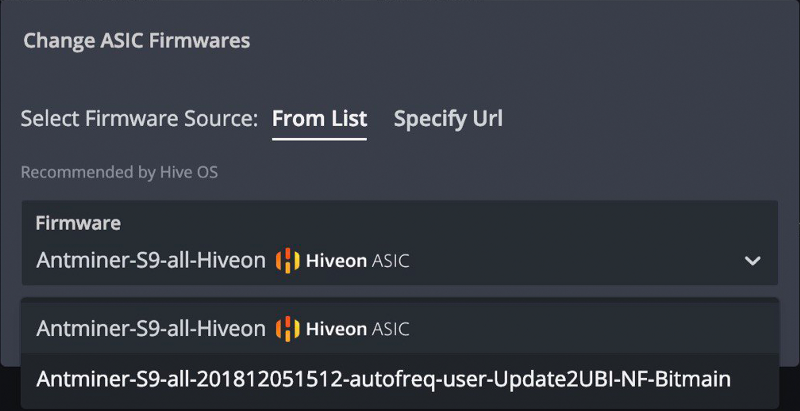 Change ASIC Firmwares
Select Firmware Source: From List Specify Url
Recommended by Hive OS
Firmware
Antminer-S9-all-Hiveon Hiveon ASIC
Antminer-S9-all-Hiveon Hiveon ASIC
Antminer-S9-all-201812051512-autofreq-user-Update2UBI-NF-Bitmain